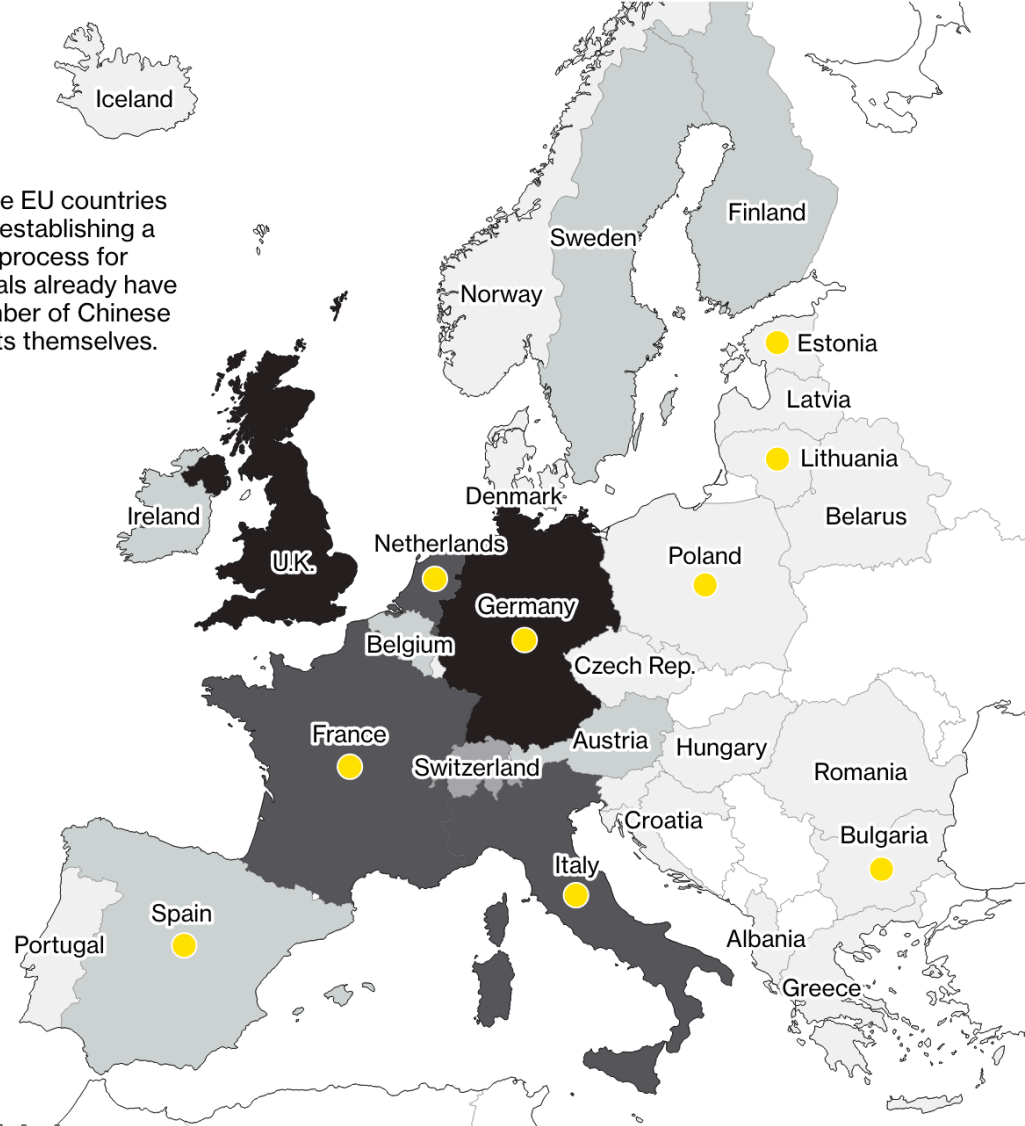 Iceland
e EU countries
establishing a
process for
als already have
ber of Chinese
ts themselves.
Finland
Sweden
Norway
Estonia
Latvia
Lithuania
Denmark
Ireland
Belarus
Netherlands
Poland
U.K.
Germany
Belgium
Czech Rep.
France
Austria
Hungary
Switzerland
Romania
Croatia
Bulgaria
Italy
Spain
Albania
Portugal
Greece